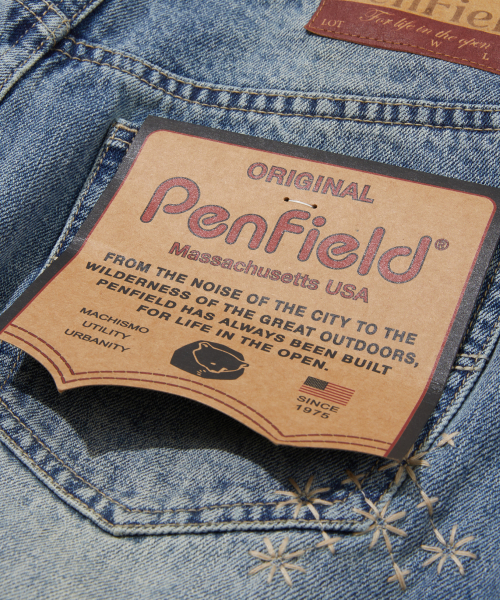 Penfield
For life in the open
LOT W L
ORIGINAL
Penfield®
Massachusetts USA
FROM THE NOISE OF THE CITY TO THE
WILDERNESS OF THE GREAT OUTDOORS,
PENFIELD HAS ALWAYS BEEN BUILT
FOR LIFE IN THE OPEN.
MACHISMO
UTILITY
URBANITY
SINCE
1975